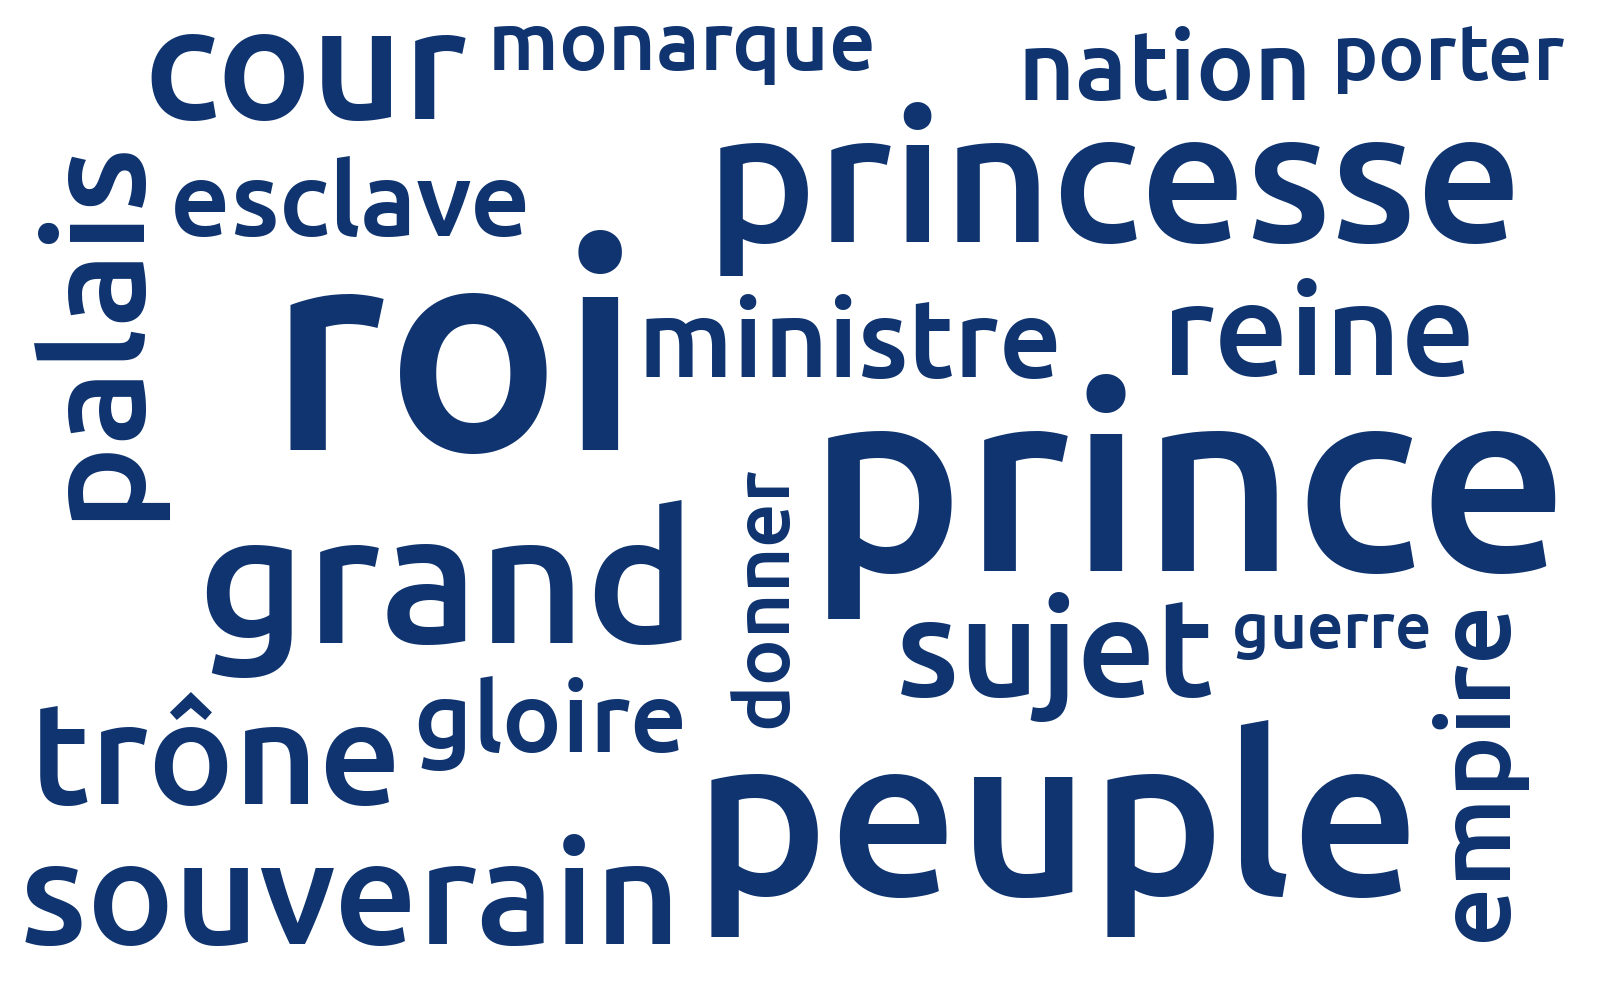 cour
monarque
nation
porter
palais
esclave
princesse
roi
ministre
reine
prince
grand
donner
sujet
guerre
empire
trône
gloire
peuple
souverain